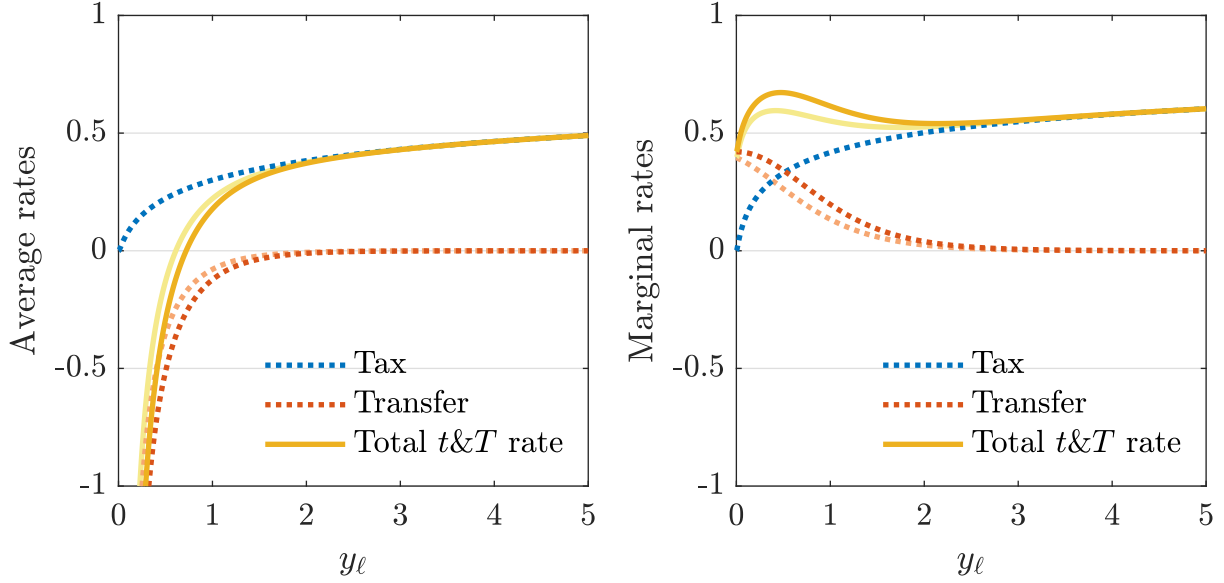 Average rates
1
0.5
0
-0.5
-1
0 1 2 3 4 5
yℓ
Tax
Transfer
Total t&T rate
Marginal rates
1
0.5
0
-0.5
-1
0 1 2 3 4 5
yℓ
Tax
Transfer
Total t&T rate